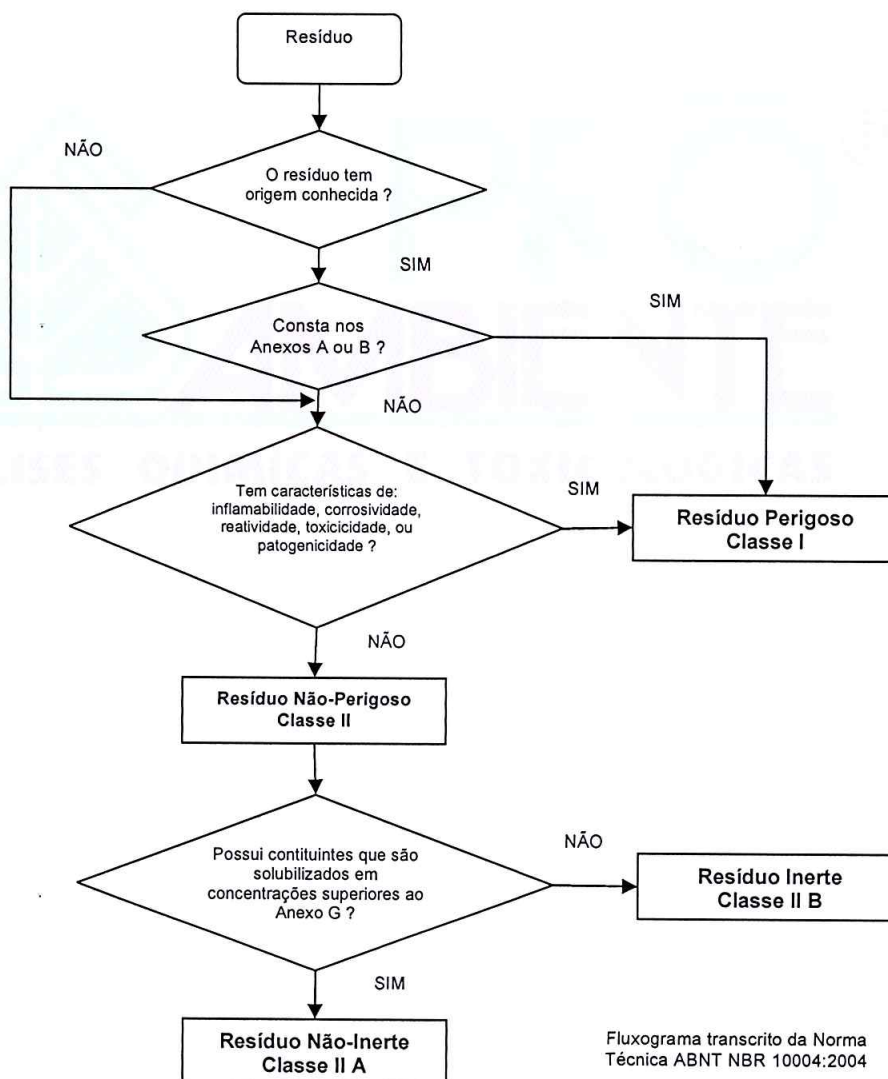 Resíduo
NÃO
O resíduo tem
origem conhecida ?
SIM
SIM
Consta nos
Anexos A ou B ?
NÃO
Tem características de:
inflamabilidade, corrosividade,
reatividade, toxicicidade, ou
patogenicidade ?
SIM
Resíduo Perigoso
Classe I
NÃO
Resíduo Não-Perigoso
Classe II
Possui contituintes que são
solubilizados em
concentrações superiores ao
Anexo G ?
NÃO
Resíduo Inerte
Classe II B
SIM
Resíduo Não-Inerte
Classe II A
Fluxograma transcrito da Norma
Técnica ABNT NBR 10004:2004